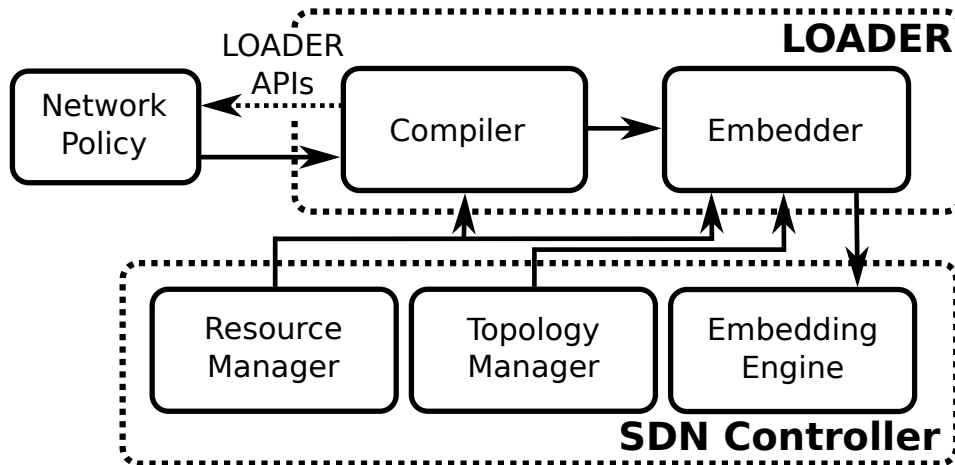 LOADER
LOADER
APIs
Network
Policy
Compiler
Embedder
Resource
Manager
Topology
Manager
Embedding
Engine
SDN Controller